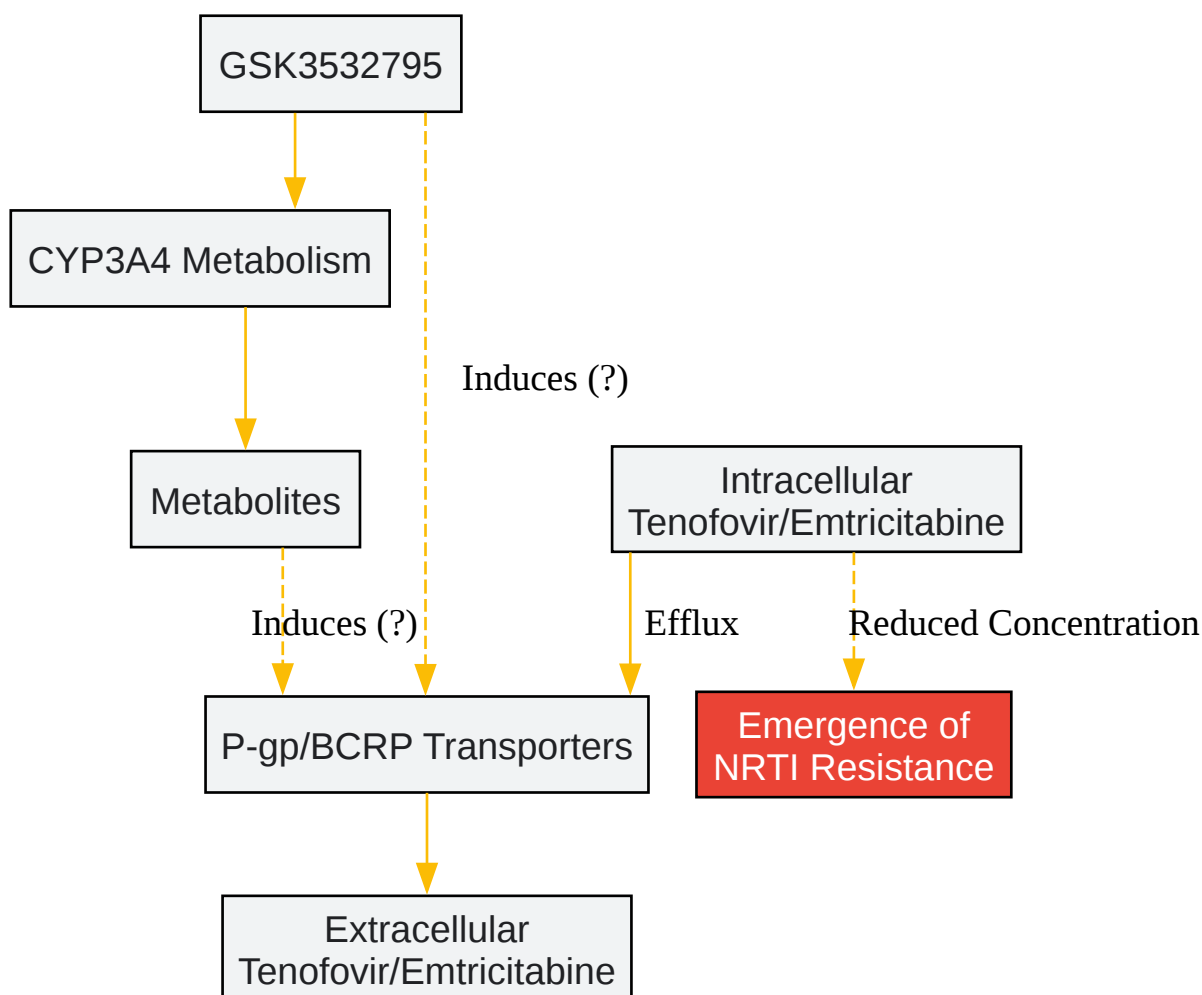 GSK3532795
CYP3A4 Metabolism
Induces (?)
Metabolites
Intracellular
Tenofovir/Emtricitabine
Induces (?)
Efflux
Reduced Concentration
P-gp/BCRP Transporters
Emergence of
NRTI Resistance
Extracellular
Tenofovir/Emtricitabine